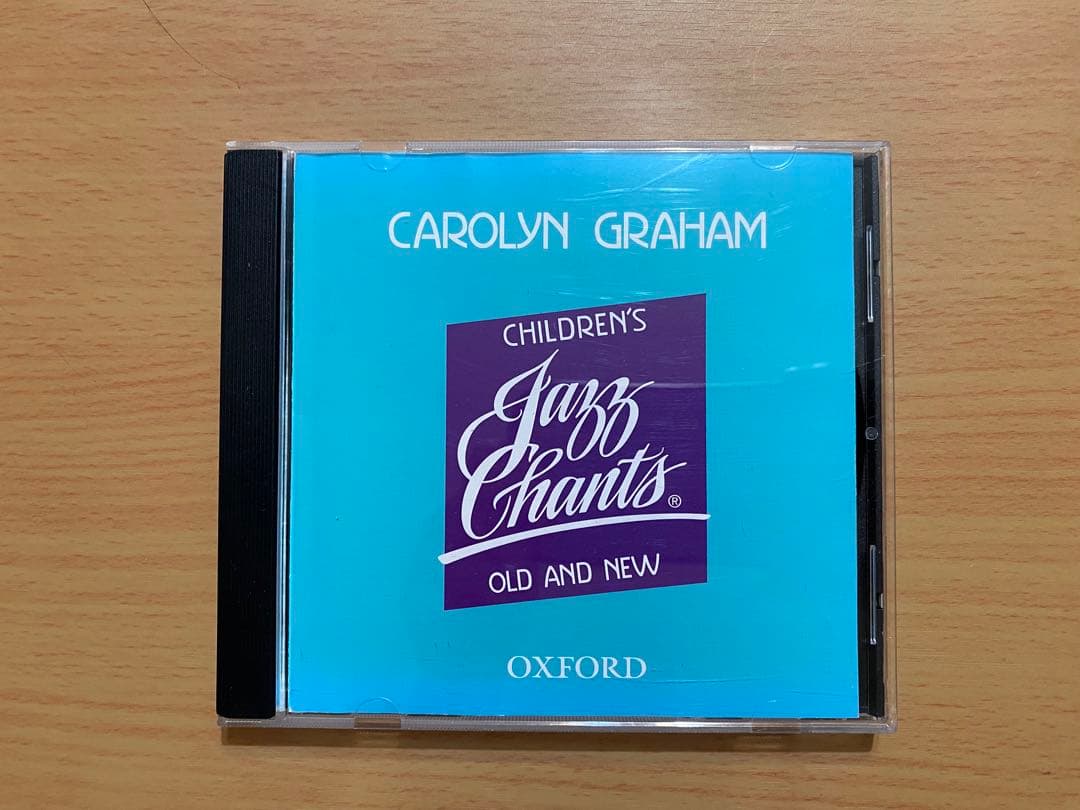 CAROLYN GRAHAM
CHILDREN'S
Jazz
Chants®
OLD AND NEW
OXFORD